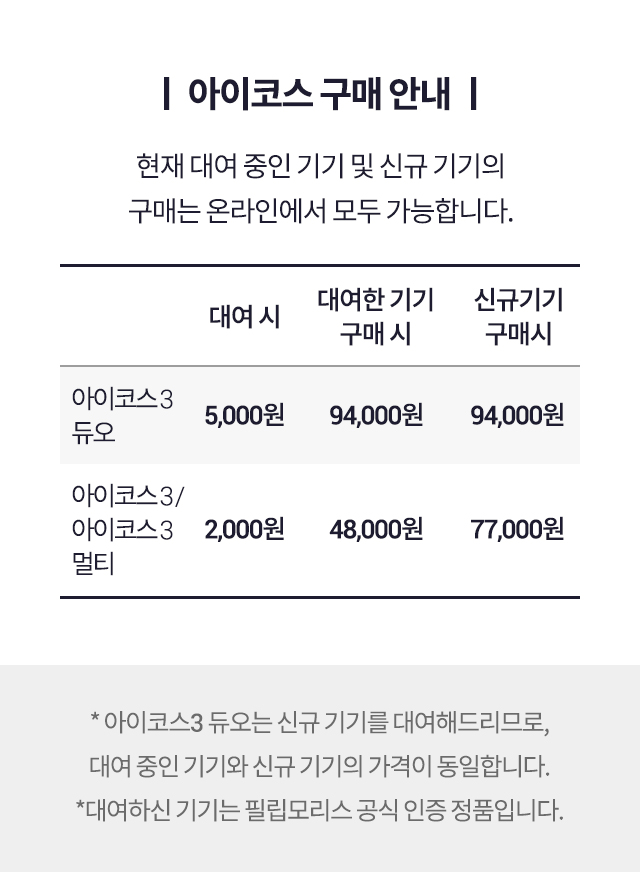 | 아이코스 구매 안내 |
현재 대여 중인 기기 및 신규 기기의
구매는 온라인에서 모두 가능합니다.
대여 시
대여한 기기
구매 시
신규기기
구매시
아이코스3
듀오
5,000원 94,000원 94,000원
아이코스3/
아이코스3
멀티
2,000원 48,000원 77,000원
* 아이코스3 듀오는 신규 기기를 대여해드리므로,
대여 중인 기기와 신규 기기의 가격이 동일합니다.
*대여하신 기기는 필립모리스 공식 인증 정품입니다.